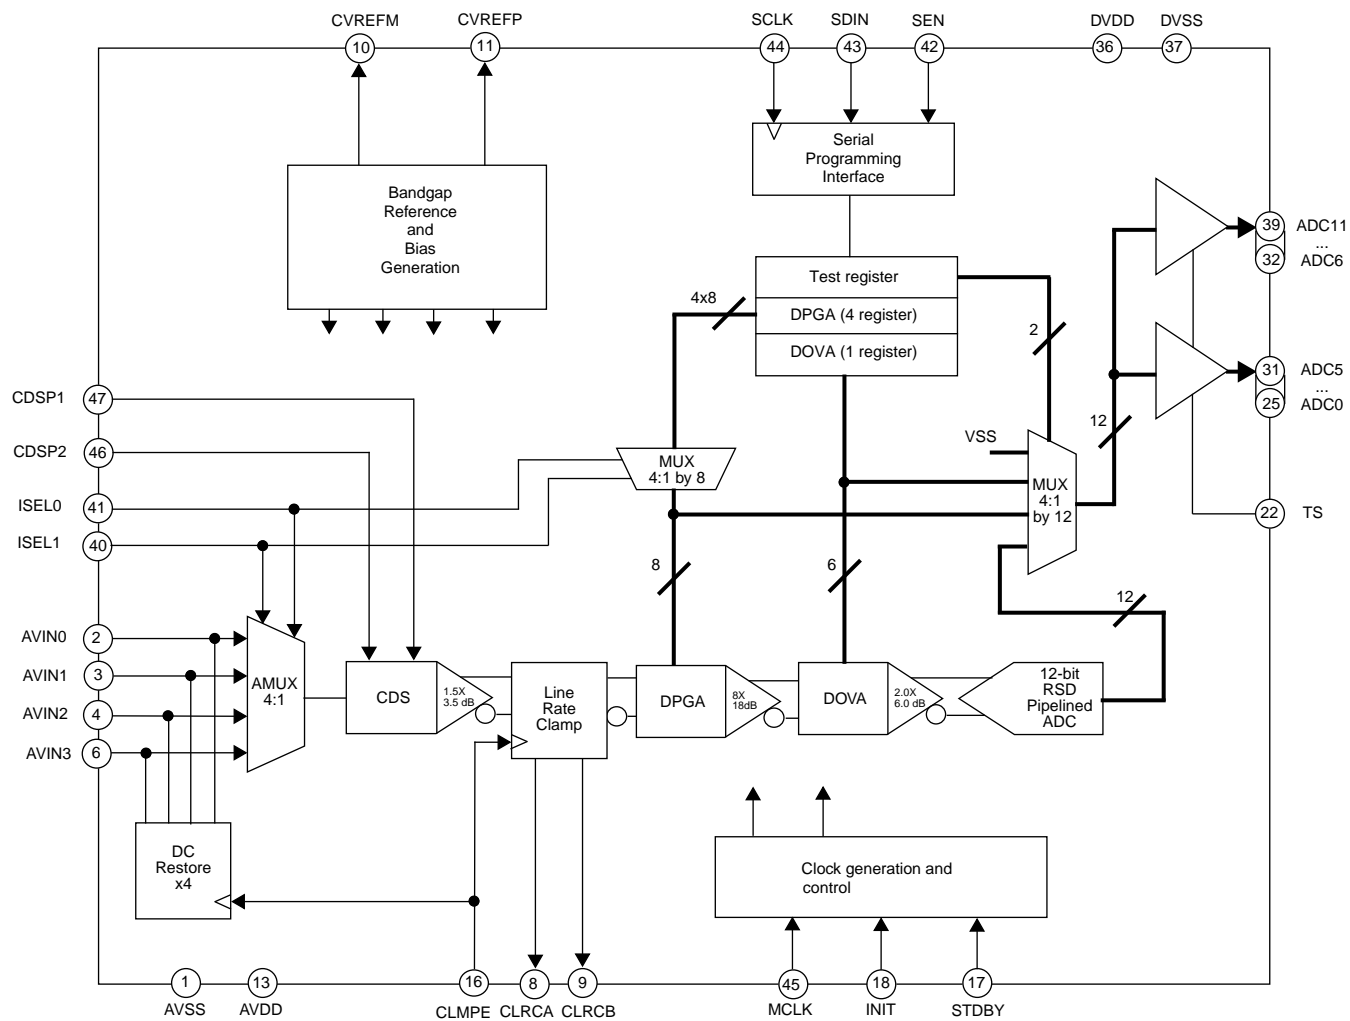 CVREFM
CVREFP
SCLK
SDIN
SEN
DVDD
DVSS
10
11
44
43
42
36
37
Serial
Programming
Interface
Bandgap
Reference
and
Bias
Generation
39
ADC11
...
32
ADC6
Test register
4x8
DPGA (4 register)
2
DOVA (1 register)
31
ADC5
...
25
ADC0
CDSP1
47
CDSP2
46
VSS
12
MUX
4:1 by 8
MUX
4:1
by 12
ISEL0
41
22
TS
ISEL1
40
8
6
12
AVIN0
2
AVIN1
3
AVIN2
4
AVIN3
6
AMUX
4:1
CDS
1.5X
3.5 dB
Line
Rate
Clamp
DPGA
8X
18dB
DOVA
2.0X
6.0 dB
12-bit
RSD
Pipelined
ADC
DC
Restore
x4
Clock generation and
control
1
13
16
8
9
45
18
17
AVSS
AVDD
CLMPE
CLRCA
CLRCB
MCLK
INIT
STDBY